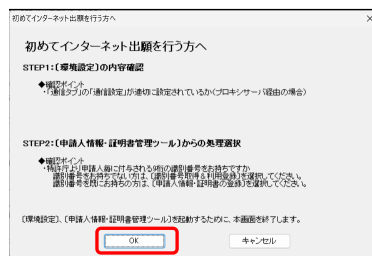 初めてインターネット出願を行う方へ
初めてインターネット出願を行う方へ
STEP1:〔環境設定〕の内容確認
◆確認ポイント
・「通信タブ」の「通信設定」が適切に設定されているか(プロキシサーバ経由の場合)
STEP2:〔申請人情報・証明書管理ツール〕からの処理選択
◆確認ポイント
・特許庁より申請人毎に付与される9桁の識別番号をお持ちですか
識別番号をお持ちでない方は、〔識別番号取得&利用登録〕を選択してください。
識別番号を既にお持ちの方は、〔申請人情報・証明書の登録〕を選択してください。
〔環境設定〕、〔申請人情報・証明書管理ツール〕を起動するために、本画面を終了します。
OK
キャンセル